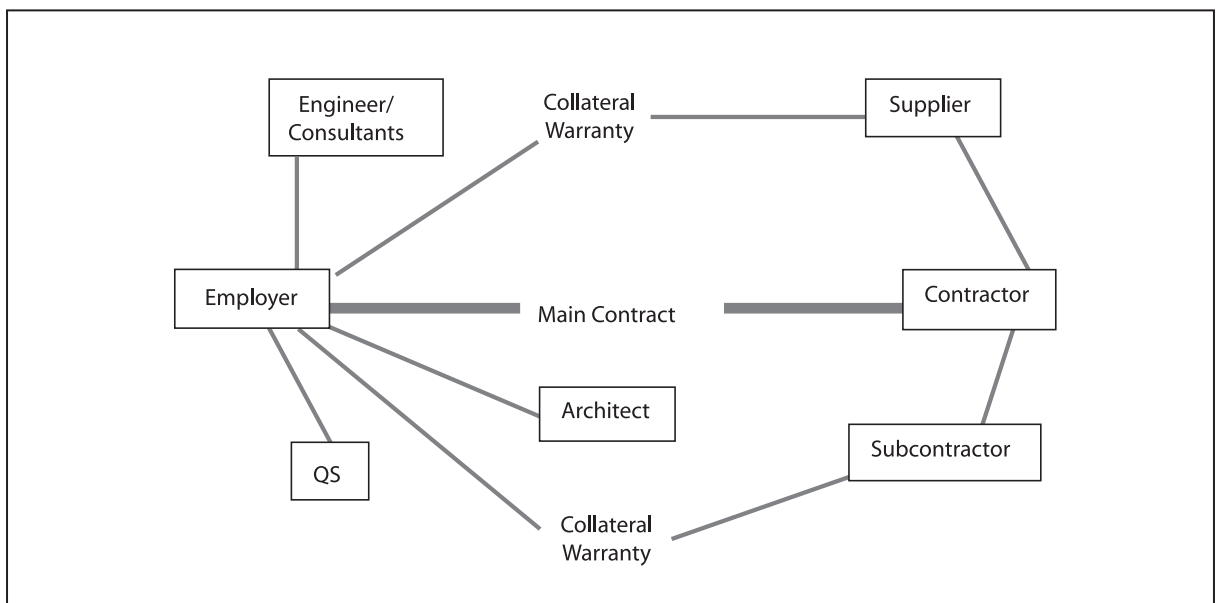 Engineer/
Consultants
Collateral
Warranty
Supplier
Employer
Main Contract
Contractor
Architect
Subcontractor
QS
Collateral
Warranty